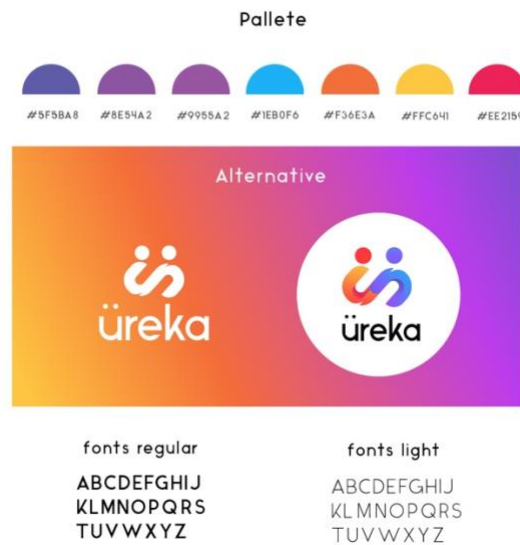 Pallete
#5F5BA8 #8E54A2 #9955A2 #1EB0F6 #F36E3A #FFC641
Alternative
üreka
üreka
fonts regular
ABCDEFGHIJ
KLMNOPQRS
TUVWXYZ
fonts light
ABCDEFGHIJ
KLMNOPQRS
TUVWXYZ